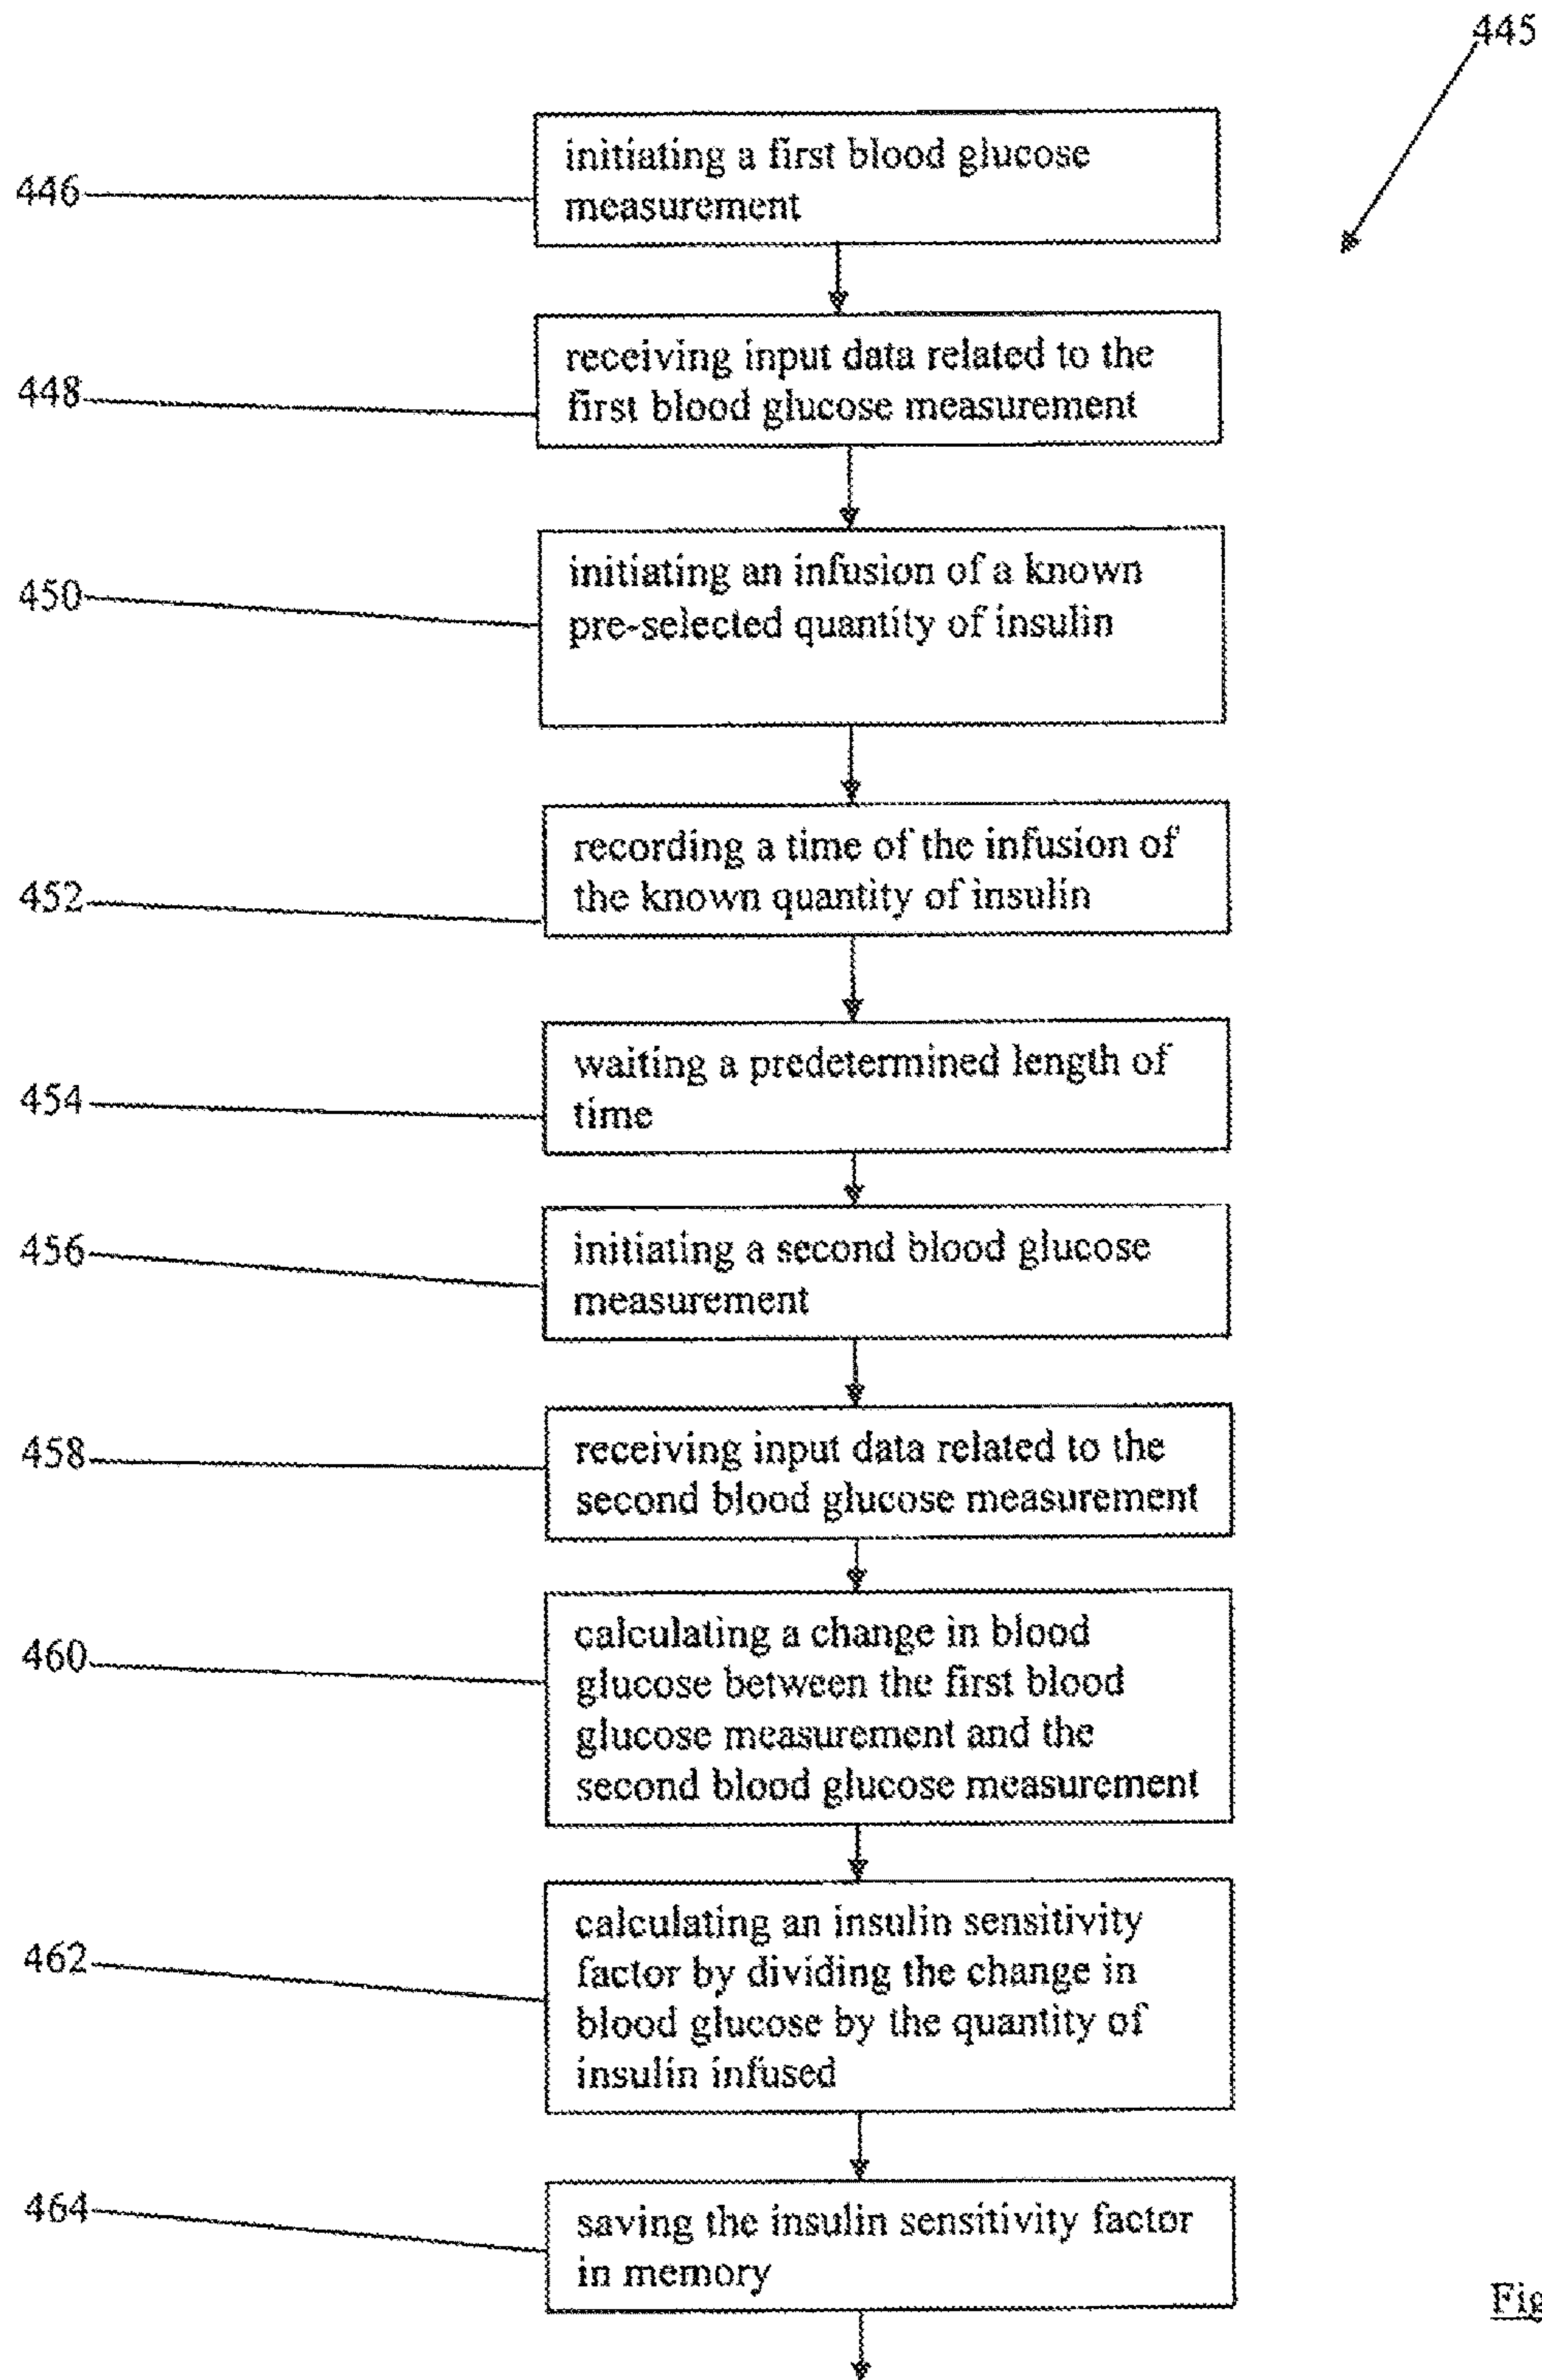 445
446
initiating a first blood glucose
measurement
448
receiving input data related to the
first blood glucose measurement
450
initiating an infusion of a known
pre-selected quantity of insulin
452
recording a time of the infusion of
the known quantity of insulin
454
waiting a predetermined length of
time
456
initiating a second blood glucose
measurement
458
receiving input data related to the
second blood glucose measurement
460
calculating a change in blood
glucose between the first blood
glucose measurement and the
second blood glucose measurement
462
calculating an insulin sensitivity
factor by dividing the change in
blood glucose by the quantity of
insulin infused
464
saving the insulin sensitivity factor
in memory
Fig